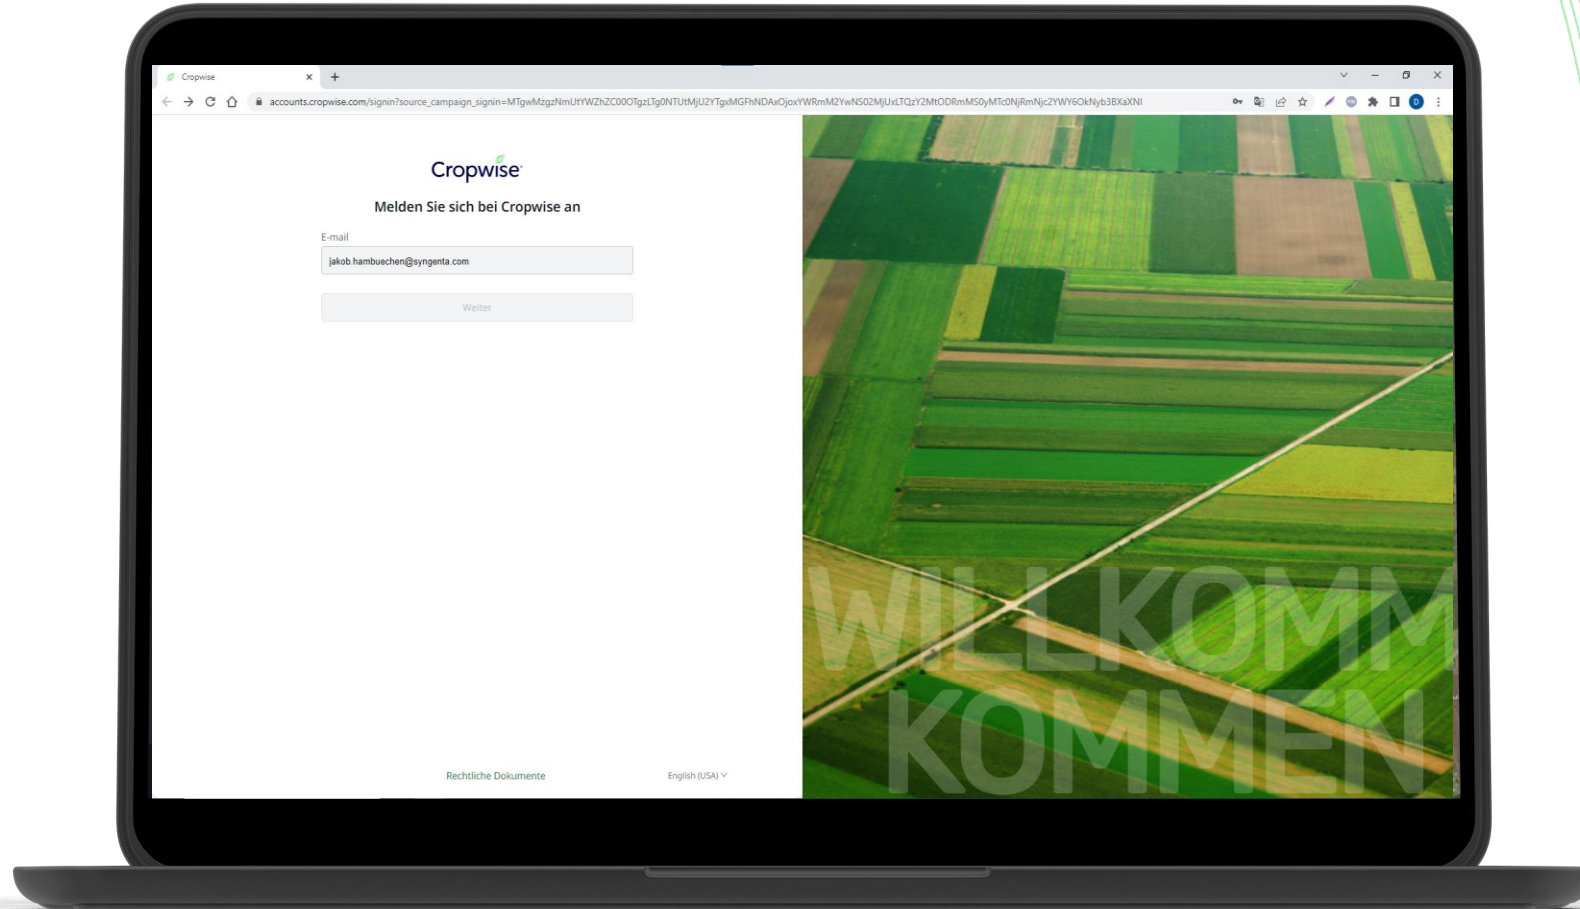 Cropwise
accounts.cropwise.com/signin?source_campaign_signin=MTgwMzgzNmUtYWZhZC00OTgzLTg0NTUtMjU2YTgxMGFhNDAxOjoxYWRmM2YwNS02MjUxLTQzY2MtODRmMS0yMTc0NjRmNjc2YWY6OkNyb3BXaXNl
D
Cropwise
Melden Sie sich bei Cropwise an
E-mail
jakob.hambuechen@syngenta.com
Weiter
Rechtliche Dokumente
English (USA)
WILLKOMM
KOMMEN